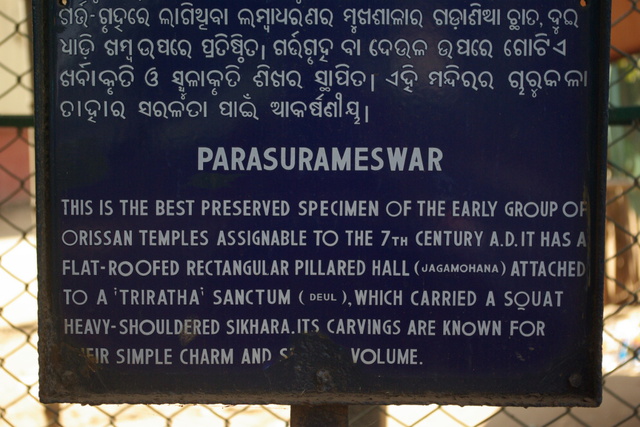 ଗର୍ଭ-ଗୃହରେ ଲାଗିଥିବା ଲମ୍ବାଧରଣର ମୁଖଶାଳାର ଗଡ଼ାଣିଆ ଛାତ, ଦୁଇ
ଧାଡ଼ି ଖମ୍ବ ଉପରେ ପ୍ରତିଷ୍ଠିତ। ଗର୍ଭଗୃହ ବା ଦେଉଳ ଉପରେ ଗୋଟିଏ
ଖର୍ବାକୃତି ଓ ସ୍ଥୂଳାକୃତି ଶିଖର ସ୍ଥାପିତ। ଏହି ମନ୍ଦିରର ଚାରୁକଳା
ତାହାର ସରଳତା ପାଇଁ ଆକର୍ଷଣୀୟ।
PARASURAMESWAR
THIS IS THE BEST PRESERVED SPECIMEN OF THE EARLY GROUP OF
ORISSAN TEMPLES ASSIGNABLE TO THE 7TH CENTURY A.D. IT HAS A
FLAT-ROOFED RECTANGULAR PILLARED HALL (JAGAMOHANA) ATTACHED
TO A 'TRIRATHA' SANCTUM (DEUL), WHICH CARRIED A SQUAT
HEAVY-SHOULDERED SIKHARA. ITS CARVINGS ARE KNOWN FOR
SIMPLE CHARM AND VOLUME.